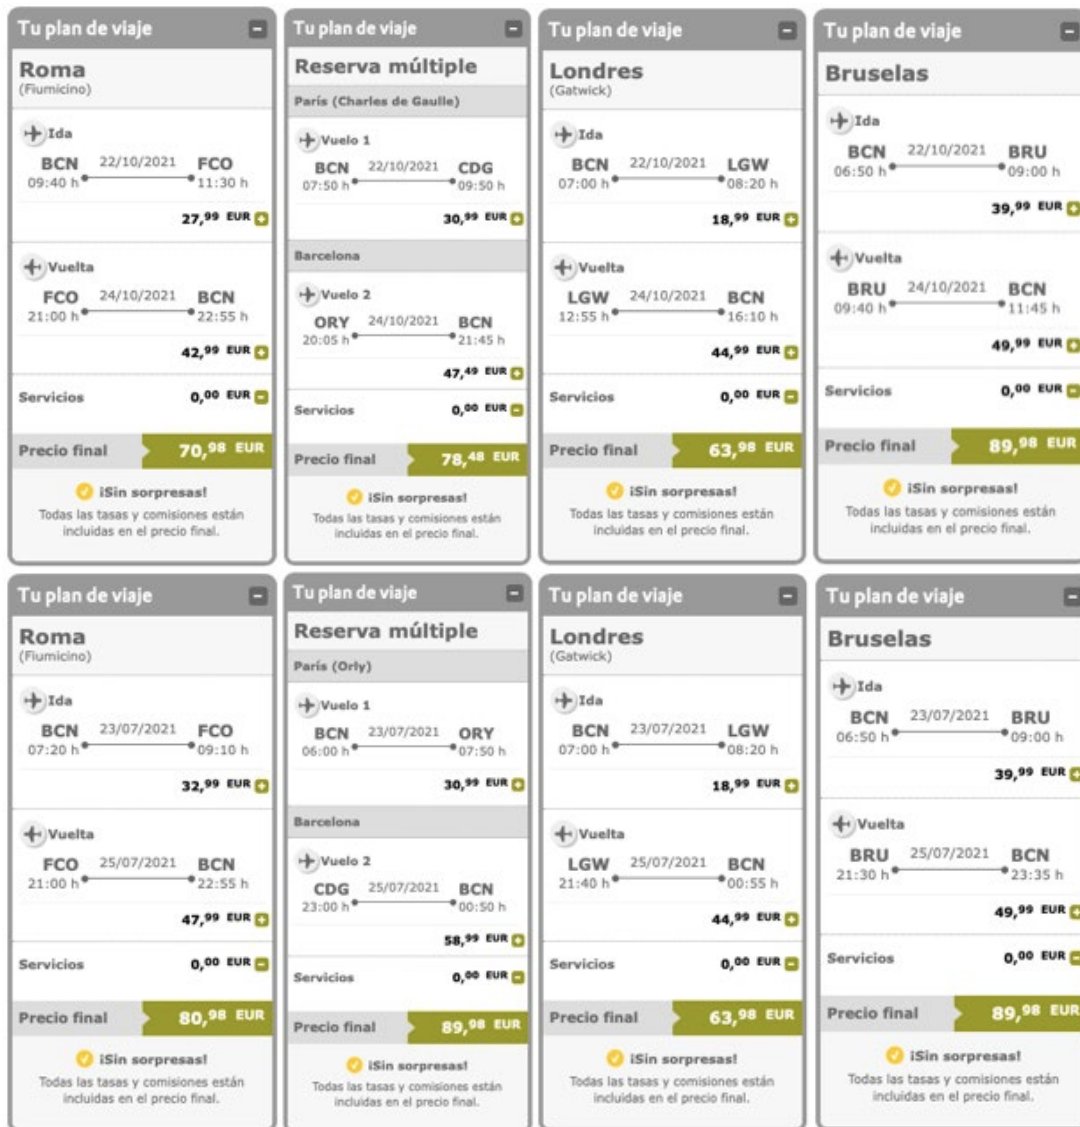 Tu plan de viaje
Roma
(Fiumicino)
Ida
BCN 22/10/2021 FCO
09:40 h 11:30 h
27,99 EUR
Vuelta
FCO 24/10/2021 BCN
21:00 h 22:55 h
42,99 EUR
Servicios 0,00 EUR
Precio final 70,98 EUR
¡Sin sorpresas!
Todas las tasas y comisiones están
incluidas en el precio final.
Tu plan de viaje
Reserva múltiple
París (Charles de Gaulle)
Vuelo 1
BCN 22/10/2021 CDG
07:50 h 09:50 h
30,99 EUR
Barcelona
Vuelo 2
ORY 24/10/2021 BCN
20:05 h 21:45 h
47,49 EUR
Servicios 0,00 EUR
Precio final 78,48 EUR
¡Sin sorpresas!
Todas las tasas y comisiones están
incluidas en el precio final.
Tu plan de viaje
Londres
(Gatwick)
Ida
BCN 22/10/2021 LGW
07:00 h 08:20 h
18,99 EUR
Vuelta
LGW 24/10/2021 BCN
12:55 h 16:10 h
44,99 EUR
Servicios 0,00 EUR
Precio final 63,98 EUR
¡Sin sorpresas!
Todas las tasas y comisiones están
incluidas en el precio final.
Tu plan de viaje
Bruselas
Ida
BCN 22/10/2021 BRU
06:50 h 09:00 h
39,99 EUR
Vuelta
BRU 24/10/2021 BCN
09:40 h 11:45 h
49,99 EUR
Servicios 0,00 EUR
Precio final 89,98 EUR
¡Sin sorpresas!
Todas las tasas y comisiones están
incluidas en el precio final.
Tu plan de viaje
Roma
(Fiumicino)
Ida
BCN 23/07/2021 FCO
07:20 h 09:10 h
32,99 EUR
Vuelta
FCO 25/07/2021 BCN
21:00 h 22:55 h
47,99 EUR
Servicios 0,00 EUR
Precio final 80,98 EUR
¡Sin sorpresas!
Todas las tasas y comisiones están
incluidas en el precio final.
Tu plan de viaje
Reserva múltiple
París (Orly)
Vuelo 1
BCN 23/07/2021 ORY
06:00 h 07:50 h
30,99 EUR
Barcelona
Vuelo 2
CDG 25/07/2021 BCN
23:00 h 00:50 h
58,99 EUR
Servicios 0,00 EUR
Precio final 89,98 EUR
¡Sin sorpresas!
Todas las tasas y comisiones están
incluidas en el precio final.
Tu plan de viaje
Londres
(Gatwick)
Ida
BCN 23/07/2021 LGW
07:00 h 08:20 h
18,99 EUR
Vuelta
LGW 25/07/2021 BCN
21:40 h 00:55 h
44,99 EUR
Servicios 0,00 EUR
Precio final 63,98 EUR
¡Sin sorpresas!
Todas las tasas y comisiones están
incluidas en el precio final.
Tu plan de viaje
Bruselas
Ida
BCN 23/07/2021 BRU
06:50 h 09:00 h
39,99 EUR
Vuelta
BRU 25/07/2021 BCN
21:30 h 23:35 h
49,99 EUR
Servicios 0,00 EUR
Precio final 89,98 EUR
¡Sin sorpresas!
Todas las tasas y comisiones están
incluidas en el precio final.